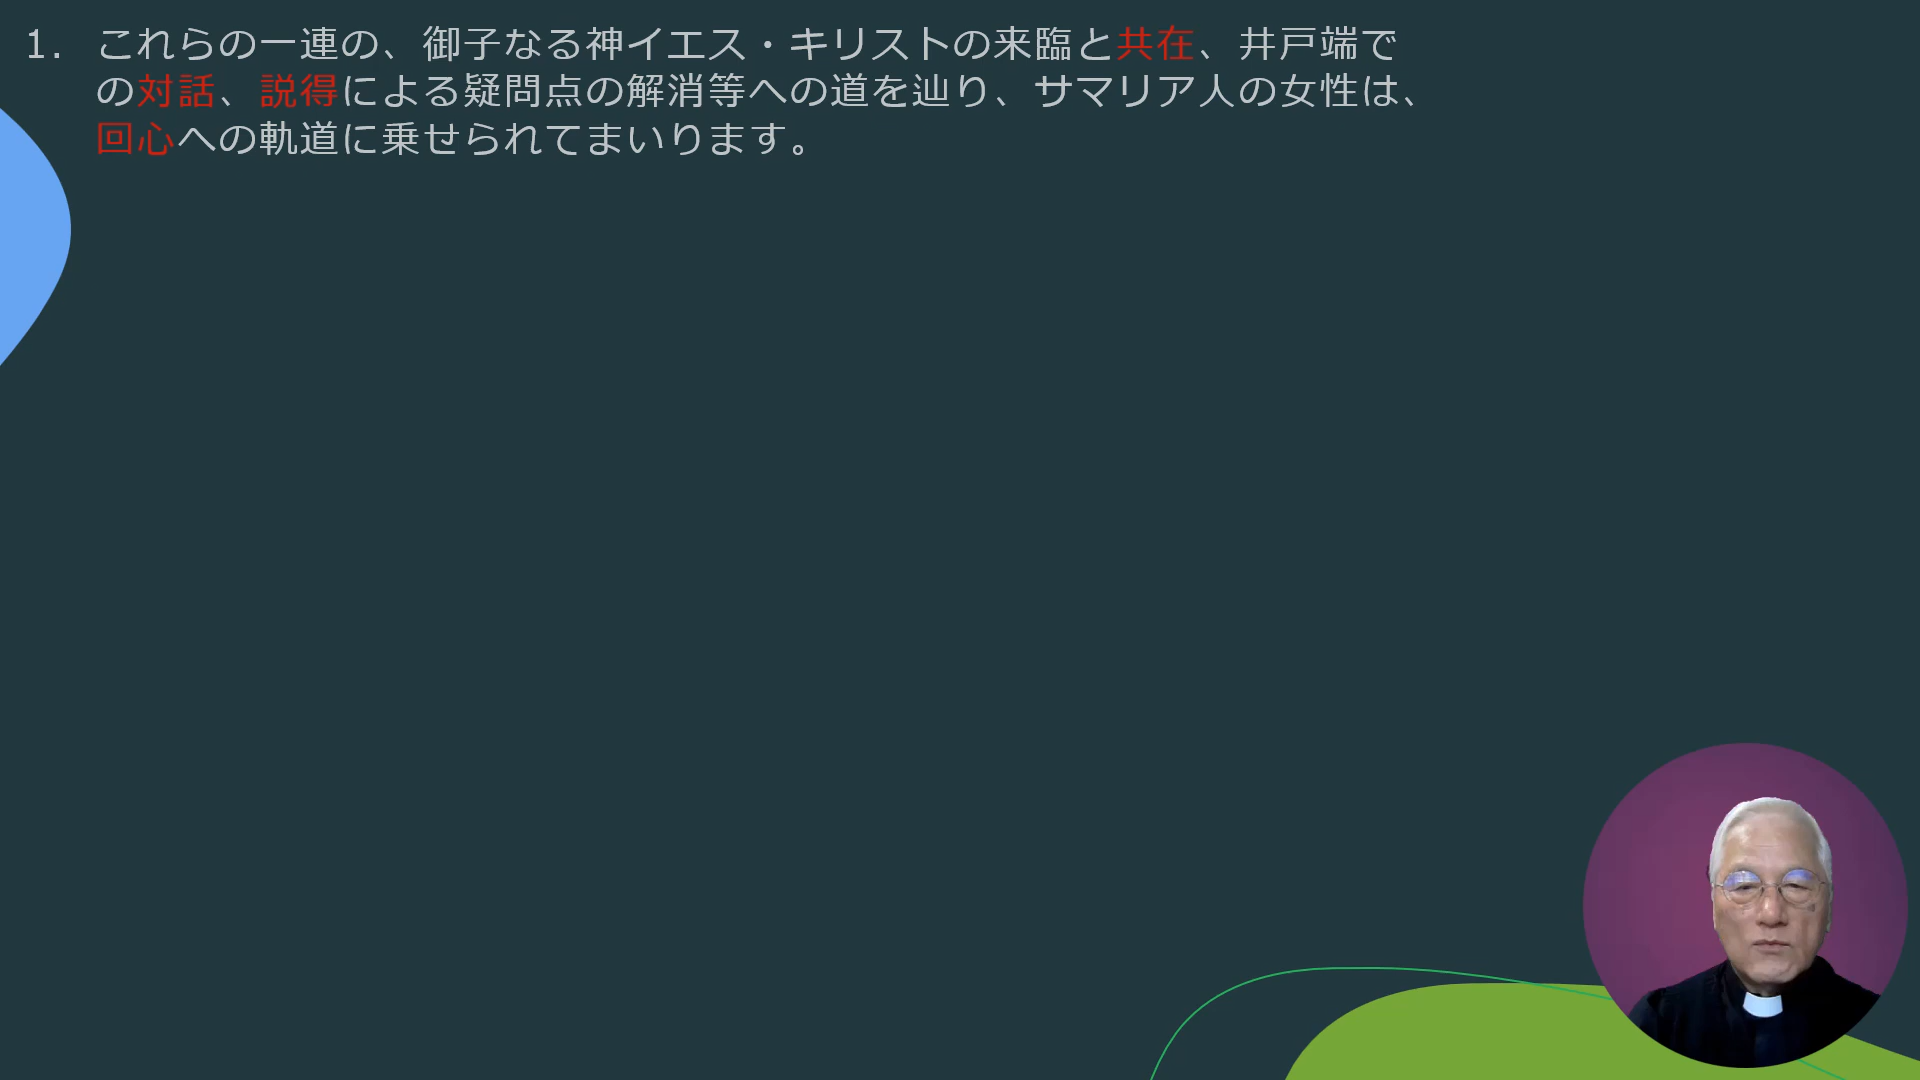 1. これらの一連の、御子なる神イエス・キリストの来臨と共在、井戸端で
の対話、説得による疑問点の解消等への道を辿り、サマリア人の女性は、
回心への軌道に乗せられてまいります。